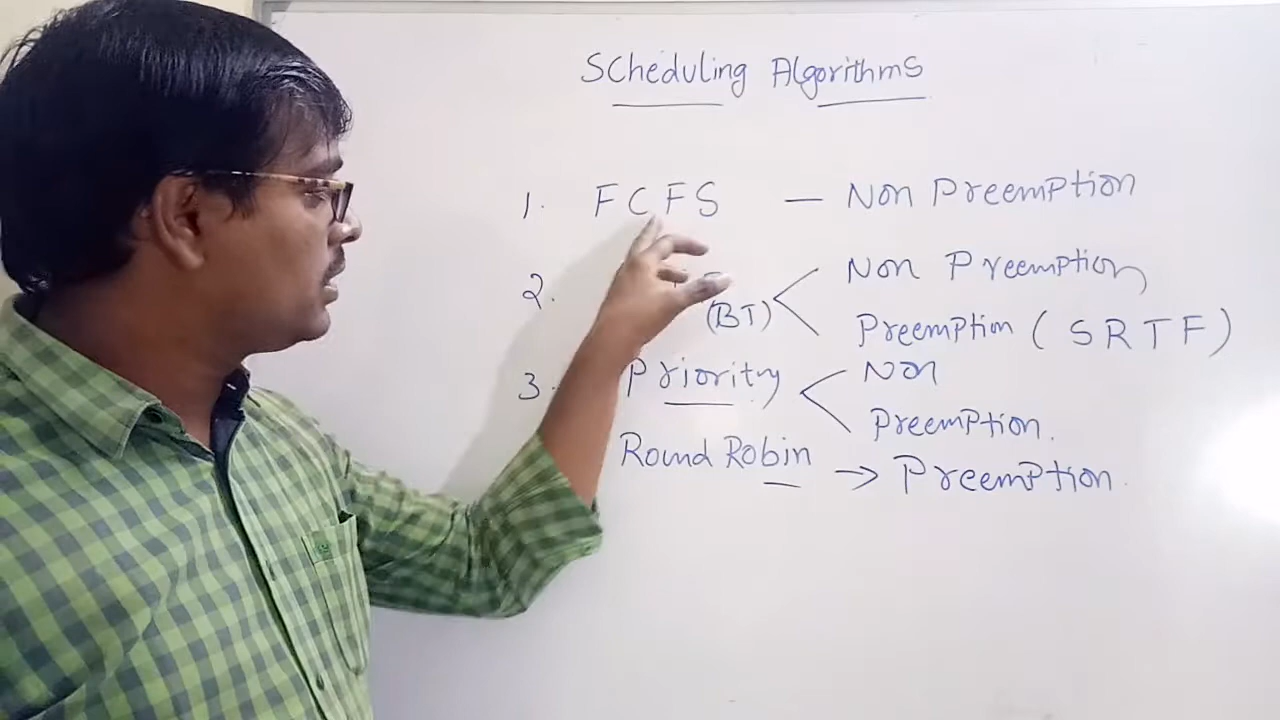 Scheduling Algorithms
1. FCFS — Non Preemption
2. (BT) Non Preemption
Preemption (SRTF)
3. Priority Non
Preemption.
Round Robin → Preemption.